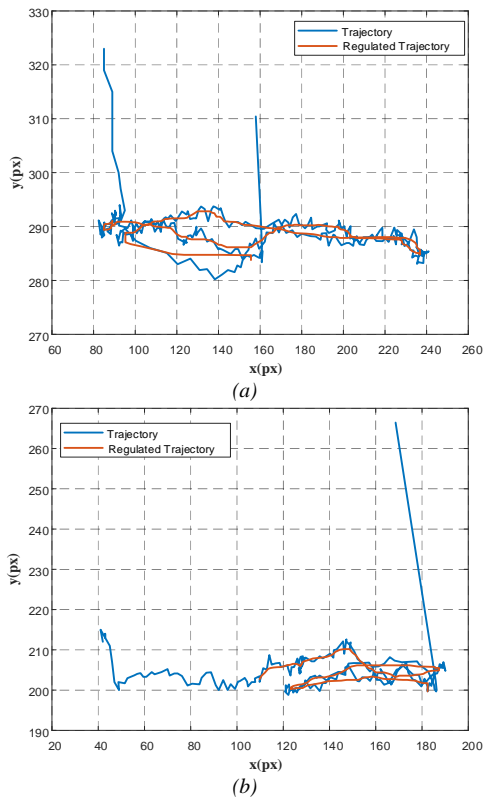 330
320
310
300
290
280
270
y(px)
Trajectory
Regulated Trajectory
60 80 100 120 140 160 180 200 220 240 260
x(px)
(a)
270
260
250
240
230
220
210
200
190
y(px)
Trajectory
Regulated Trajectory
20 40 60 80 100 120 140 160 180 200
x(px)
(b)